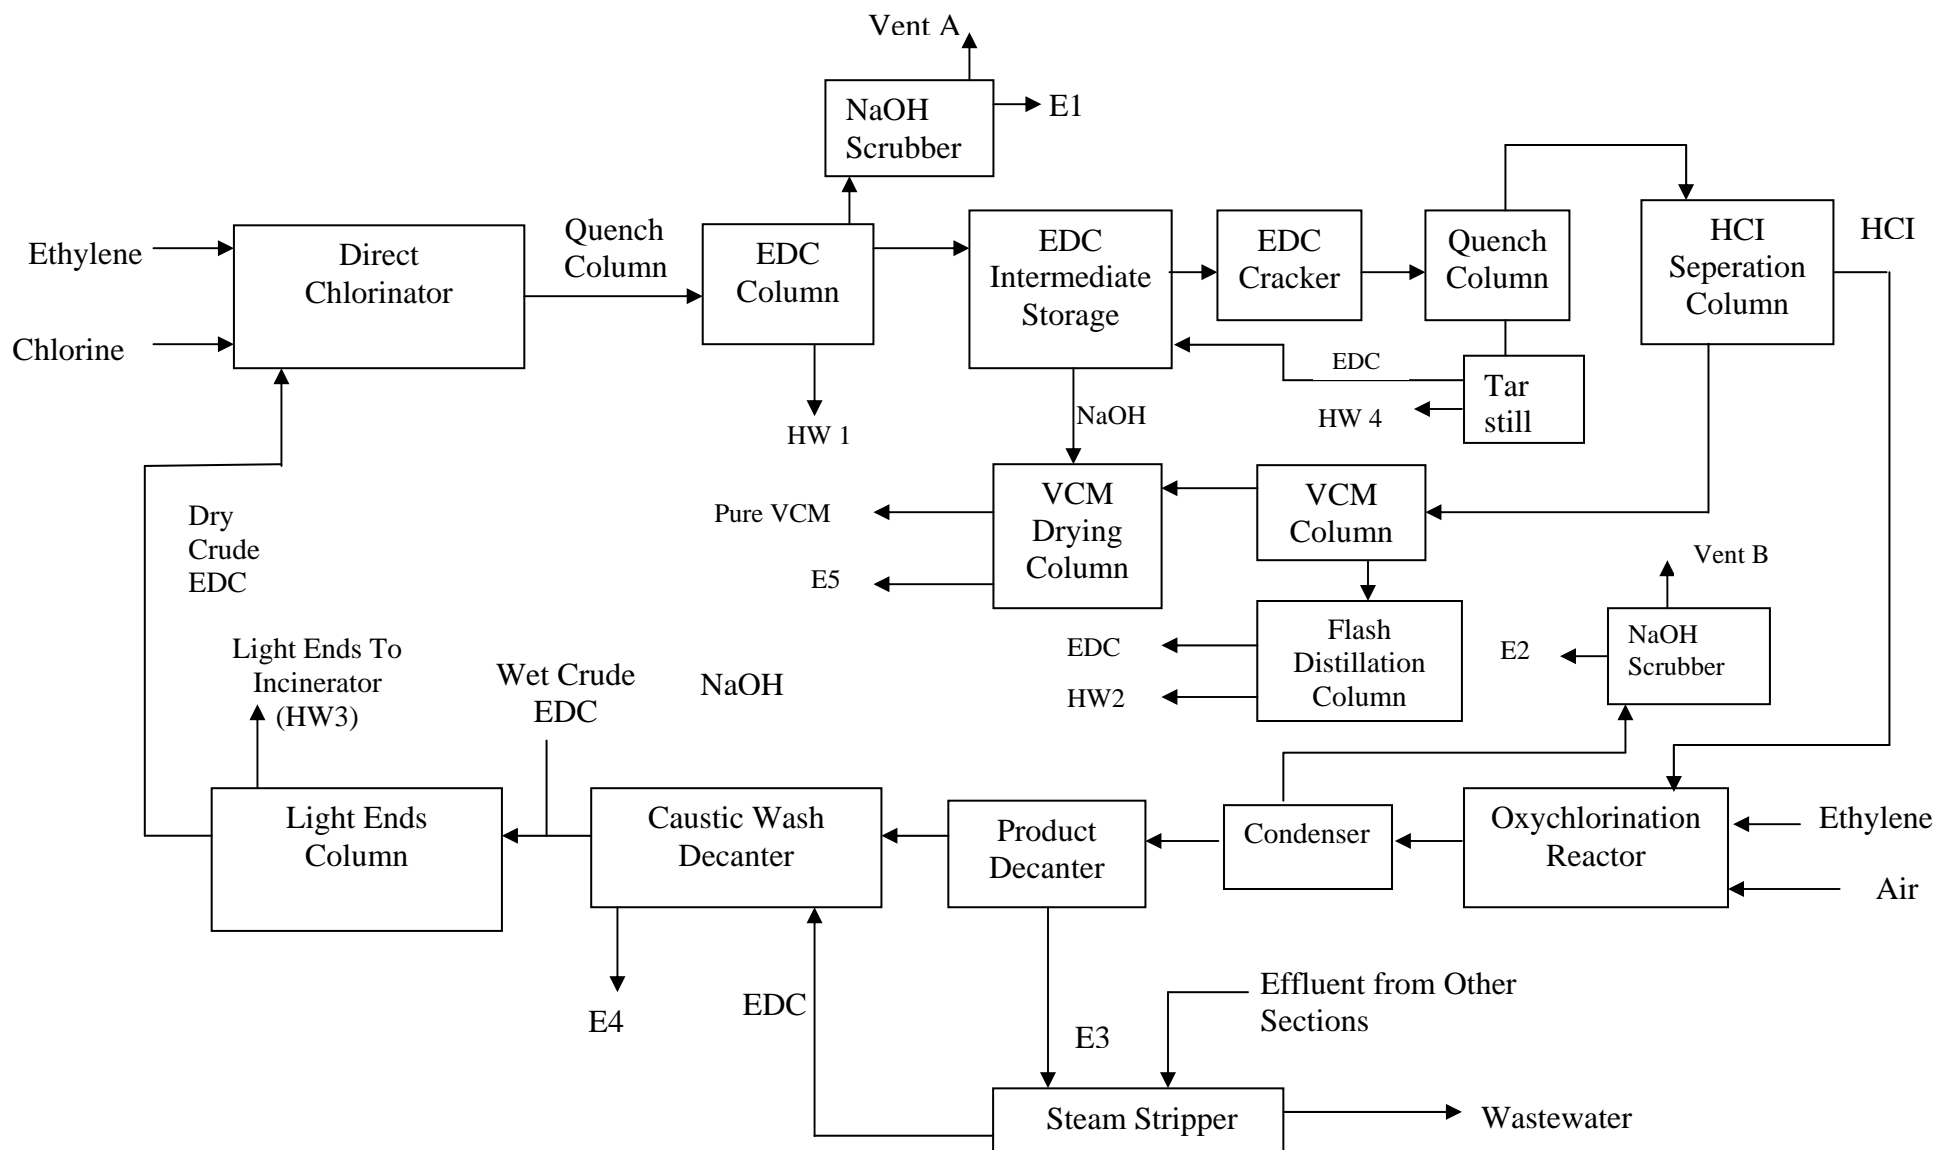 Vent A
NaOH
Scrubber
E1
Ethylene
Chlorine
Direct
Chlorinator
Quench
Column
EDC
Column
HW 1
EDC
Intermediate
Storage
EDC
Cracker
Quench
Column
HCI
Seperation
Column
HCI
EDC
Tar
still
HW 4
NaOH
Pure VCM
E5
VCM
Drying
Column
VCM
Column
Vent B
Dry
Crude
EDC
EDC
HW2
Flash
Distillation
Column
E2
NaOH
Scrubber
Light Ends To
Incinerator
(HW3)
Wet Crude
EDC
NaOH
Light Ends
Column
Caustic Wash
Decanter
Product
Decanter
Condenser
Oxychlorination
Reactor
Ethylene
Air
E4
EDC
E3
Effluent from Other
Sections
Steam Stripper
Wastewater